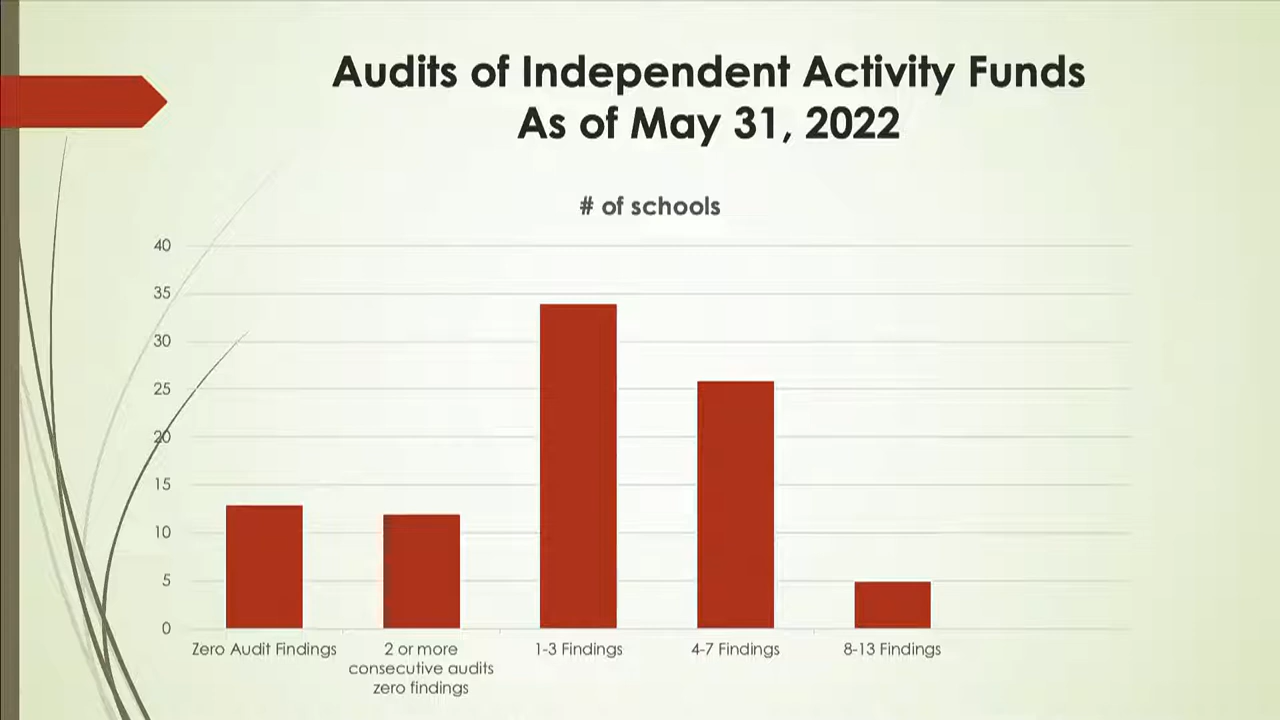 Audits of Independent Activity Funds
As of May 31, 2022
# of schools
40
35
30
25
20
15
10
5
0
Zero Audit Findings
2 or more
consecutive audits
zero findings
1-3 Findings
4-7 Findings
8-13 Findings